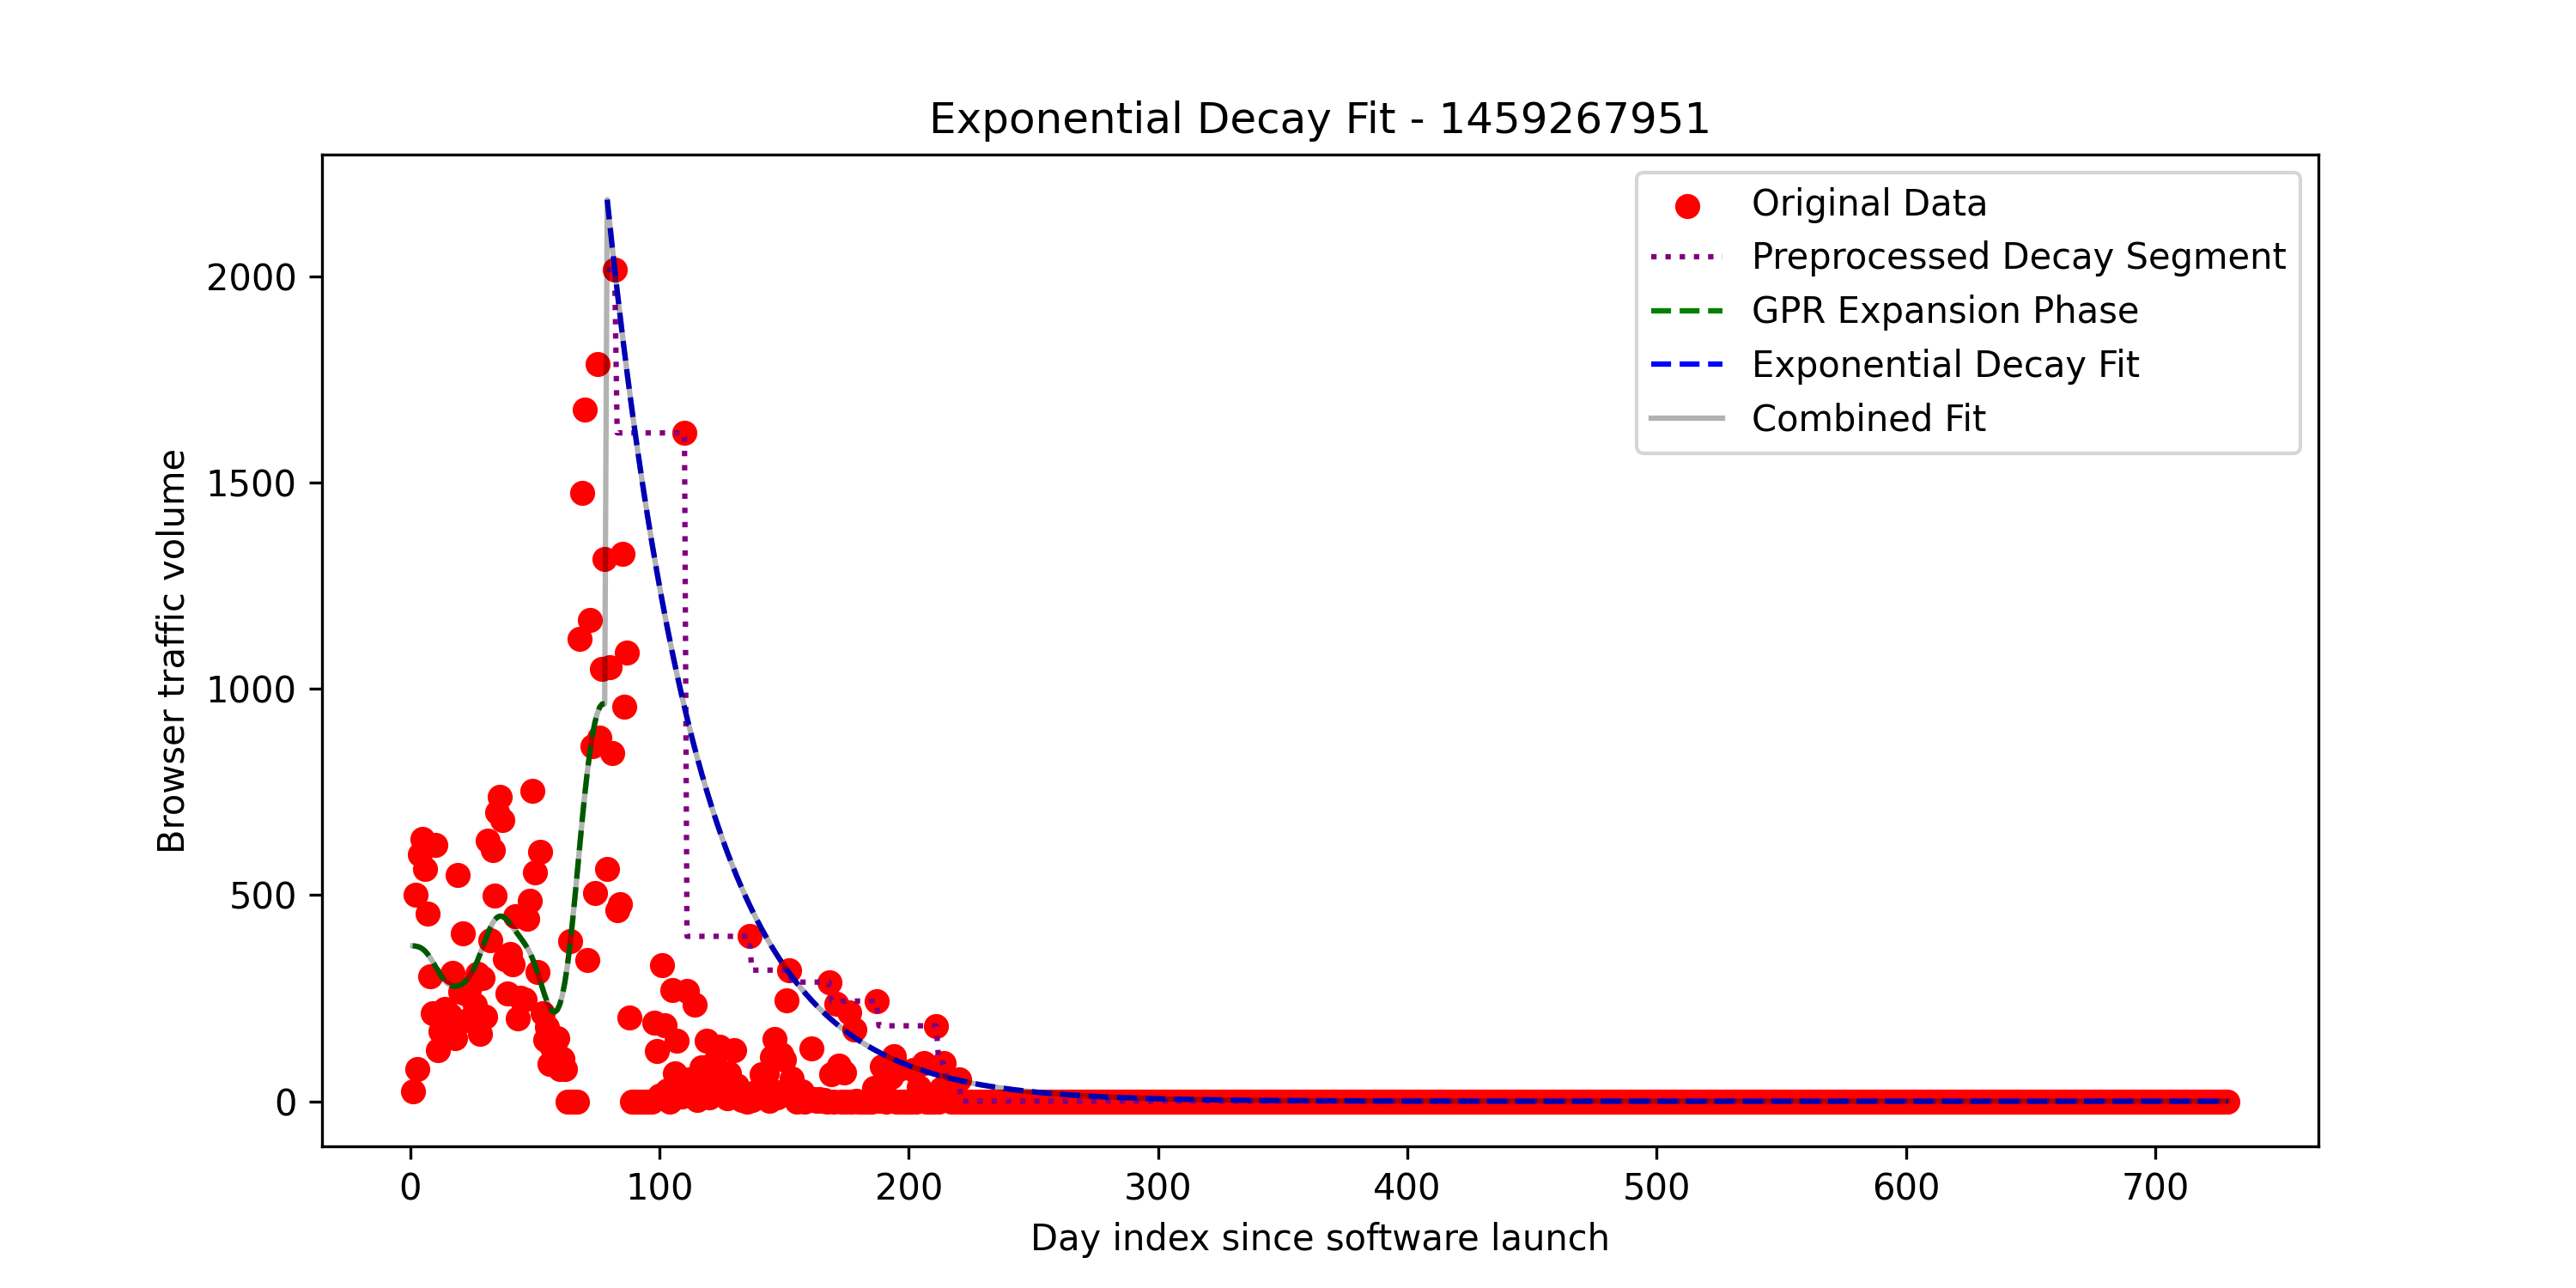 Exponential Decay Fit - 1459267951
Original Data
Preprocessed Decay Segment
GPR Expansion Phase
Exponential Decay Fit
Combined Fit
Browser traffic volume
2000
1500
1000
500
0
0 100 200 300 400 500 600 700
Day index since software launch